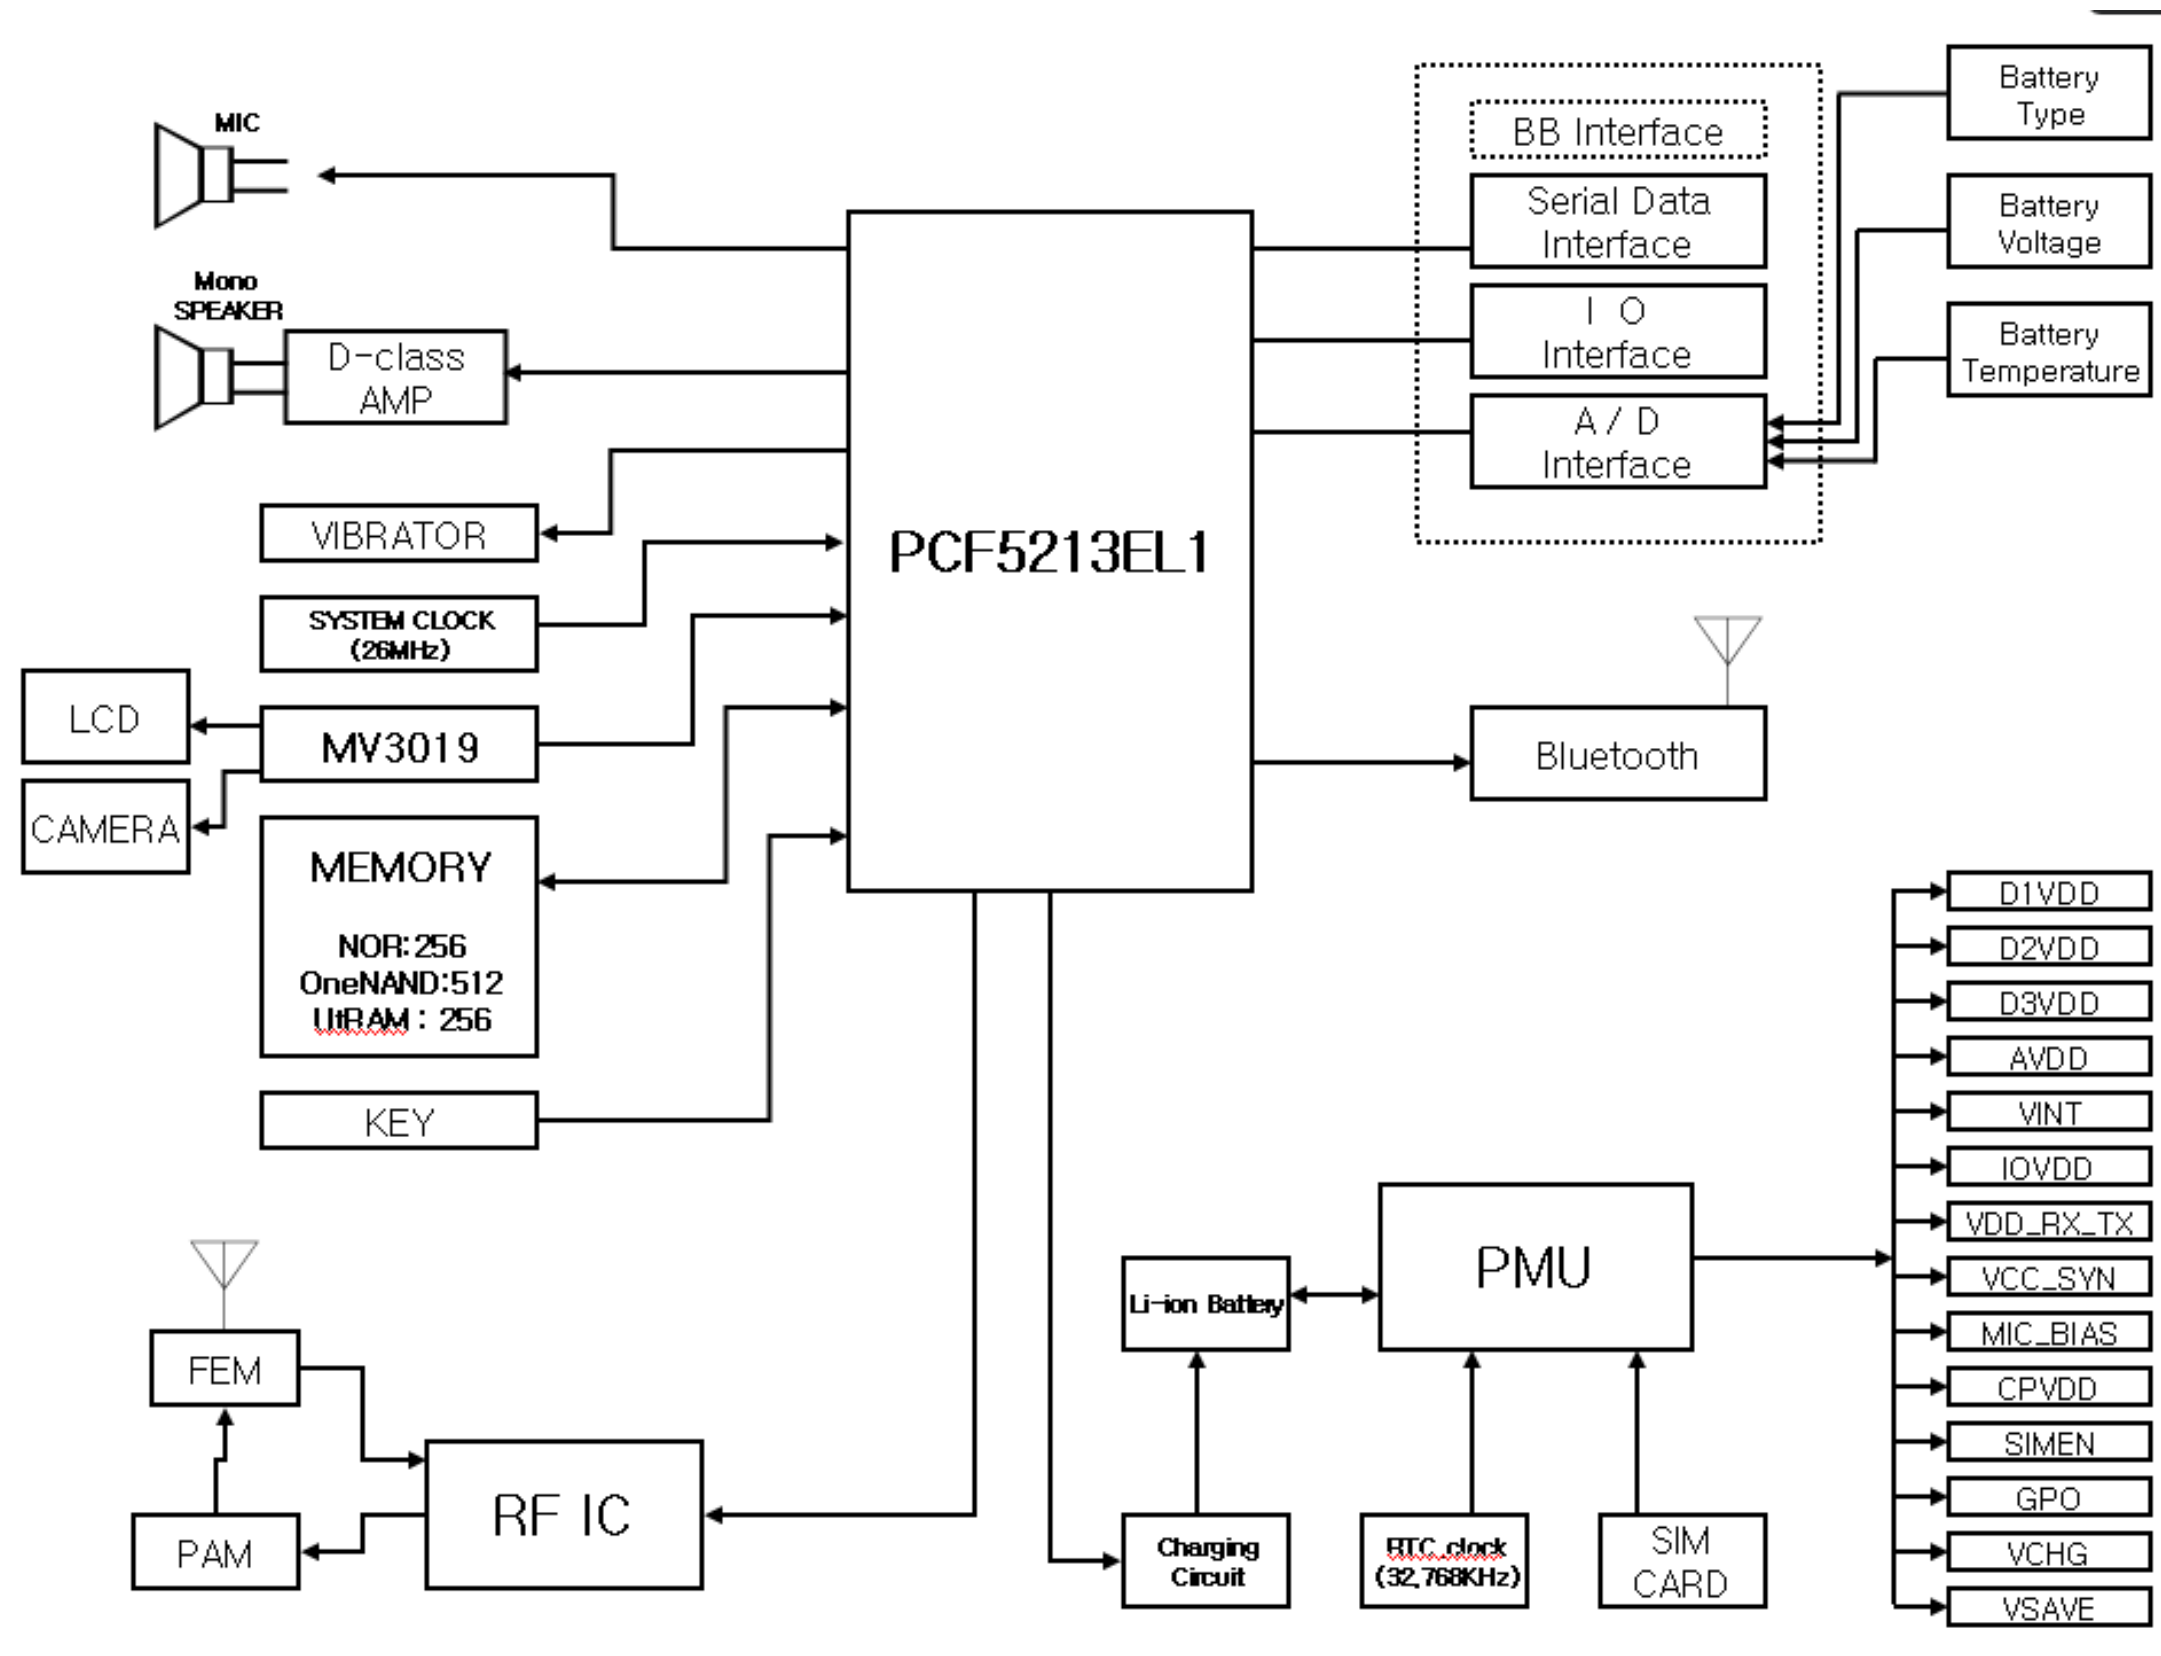 MIC
Mono
SPEAKER
D-class
AMP
VIBRATOR
SYSTEM CLOCK
(26MHz)
LCD
MV3019
CAMERA
MEMORY
NOR:256
OneNAND:512
UtRAM : 256
KEY
PCF5213EL1
BB Interface
Serial Data
Interface
I O
Interface
A / D
Interface
Battery
Type
Battery
Voltage
Battery
Temperature
Bluetooth
FEM
PAM
RF IC
Li-ion Battery
PMU
Charging
Circuit
RTC clock
(32,768KHz)
SIM
CARD
D1VDD
D2VDD
D3VDD
AVDD
VINT
IOVDD
VDD_RX_TX
VCC_SYN
MIC_BIAS
CPVDD
SIMEN
GPO
VCHG
VSAVE